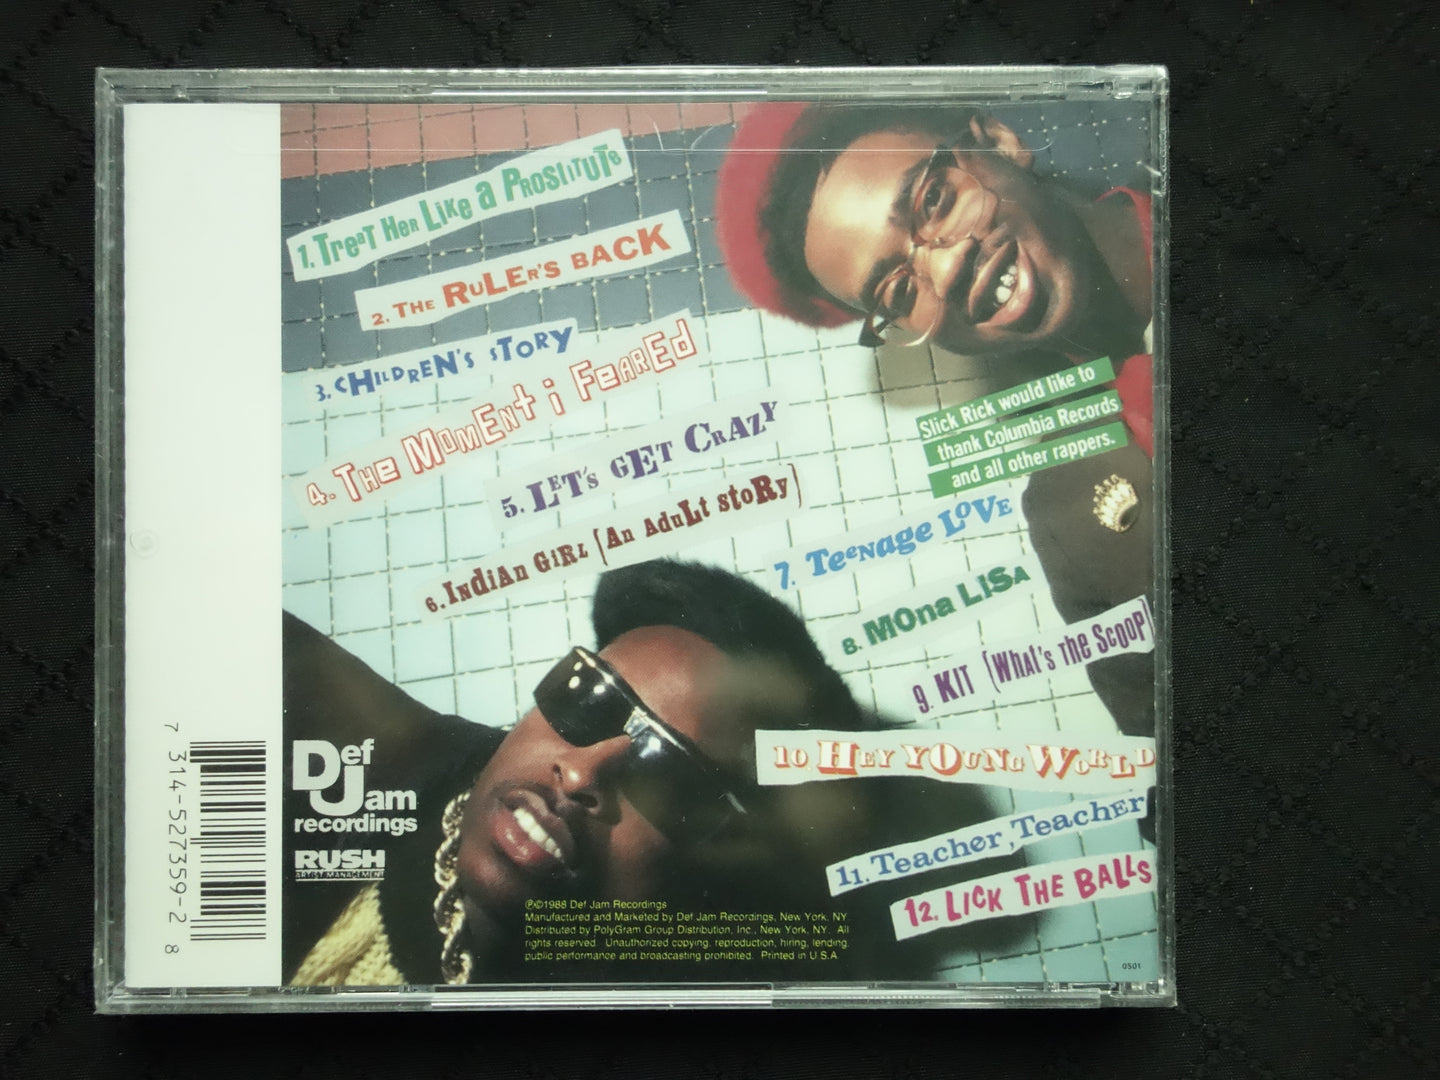 1. TreaT Her Like a PROStiTUTe
2. THE RULER'S BACK
3. CHILDREN'S STORY
4. THe MOMENt i FeaREd
5. LET'S GET CRAZY
6. INdiAn GiRL (An AduLt stoRy)
Slick Rick would like to
thank Columbia Records
and all other rappers.
7. TeeNage LOVE
8. MOna LiSA
9. KIT (WhAt's The ScOOP)
10. HEY YOUNG WORLD
11. Teacher, Teacher
12. LICK THE BALLS
Def
Jam
recordings
RUSH
ARTIST MANAGEMENT
7 314-527359-2 8
℗©1988 Def Jam Recordings
Manufactured and Marketed by Def Jam Recordings, New York, NY
Distributed by PolyGram Group Distribution, Inc., New York, NY. All
rights reserved. Unauthorized copying, reproduction, hiring, lending,
public performance and broadcasting prohibited. Printed in U.S.A.
0S01